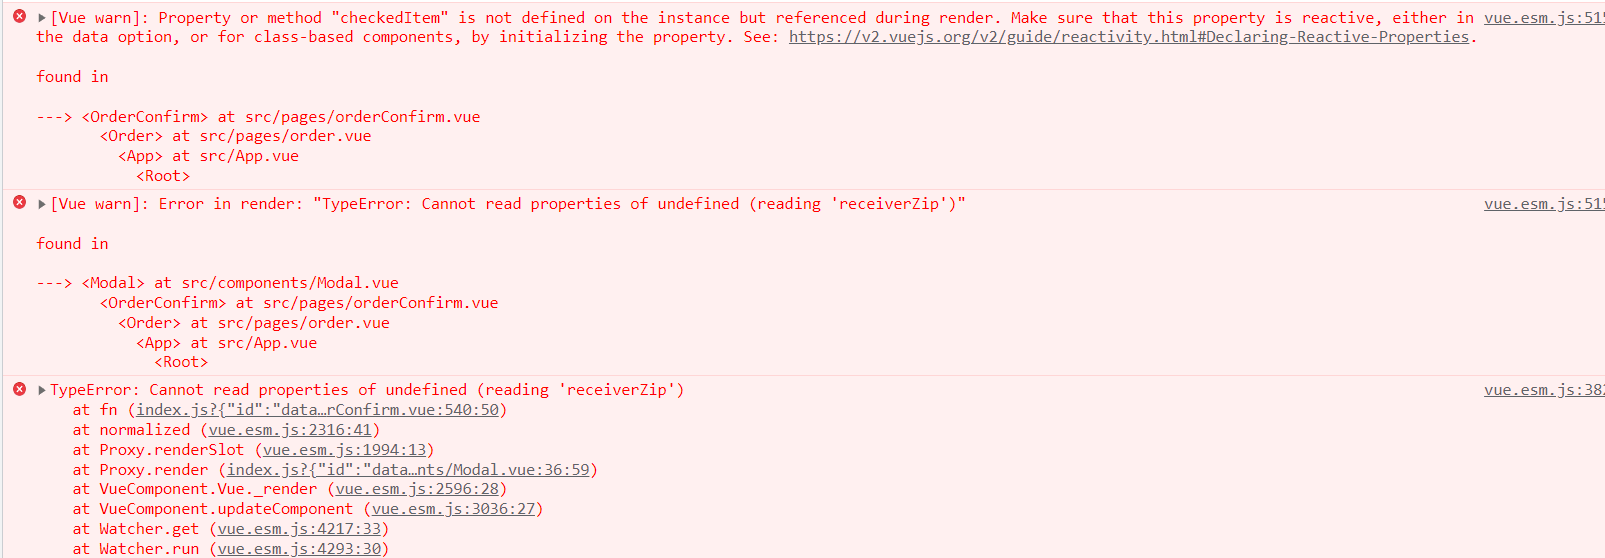 [Vue warn]: Property or method "checkedItem" is not defined on the instance but referenced during render. Make sure that this property is reactive, either in vue.esm.js:515
the data option, or for class-based components, by initializing the property. See: https://v2.vuejs.org/v2/guide/reactivity.html#Declaring-Reactive-Properties.
found in
---> <OrderConfirm> at src/pages/orderConfirm.vue
<Order> at src/pages/order.vue
<App> at src/App.vue
<Root>
[Vue warn]: Error in render: "TypeError: Cannot read properties of undefined (reading 'receiverZip')" vue.esm.js:515
found in
---> <Modal> at src/components/Modal.vue
<OrderConfirm> at src/pages/orderConfirm.vue
<Order> at src/pages/order.vue
<App> at src/App.vue
<Root>
TypeError: Cannot read properties of undefined (reading 'receiverZip') vue.esm.js:382
at fn (index.js?{"id":"data…rConfirm.vue:540:50)
at normalized (vue.esm.js:2316:41)
at Proxy.renderSlot (vue.esm.js:1994:13)
at Proxy.render (index.js?{"id":"data…nts/Modal.vue:36:59)
at VueComponent.Vue._render (vue.esm.js:2596:28)
at VueComponent.updateComponent (vue.esm.js:3036:27)
at Watcher.get (vue.esm.js:4217:33)
at Watcher.run (vue.esm.js:4293:30)